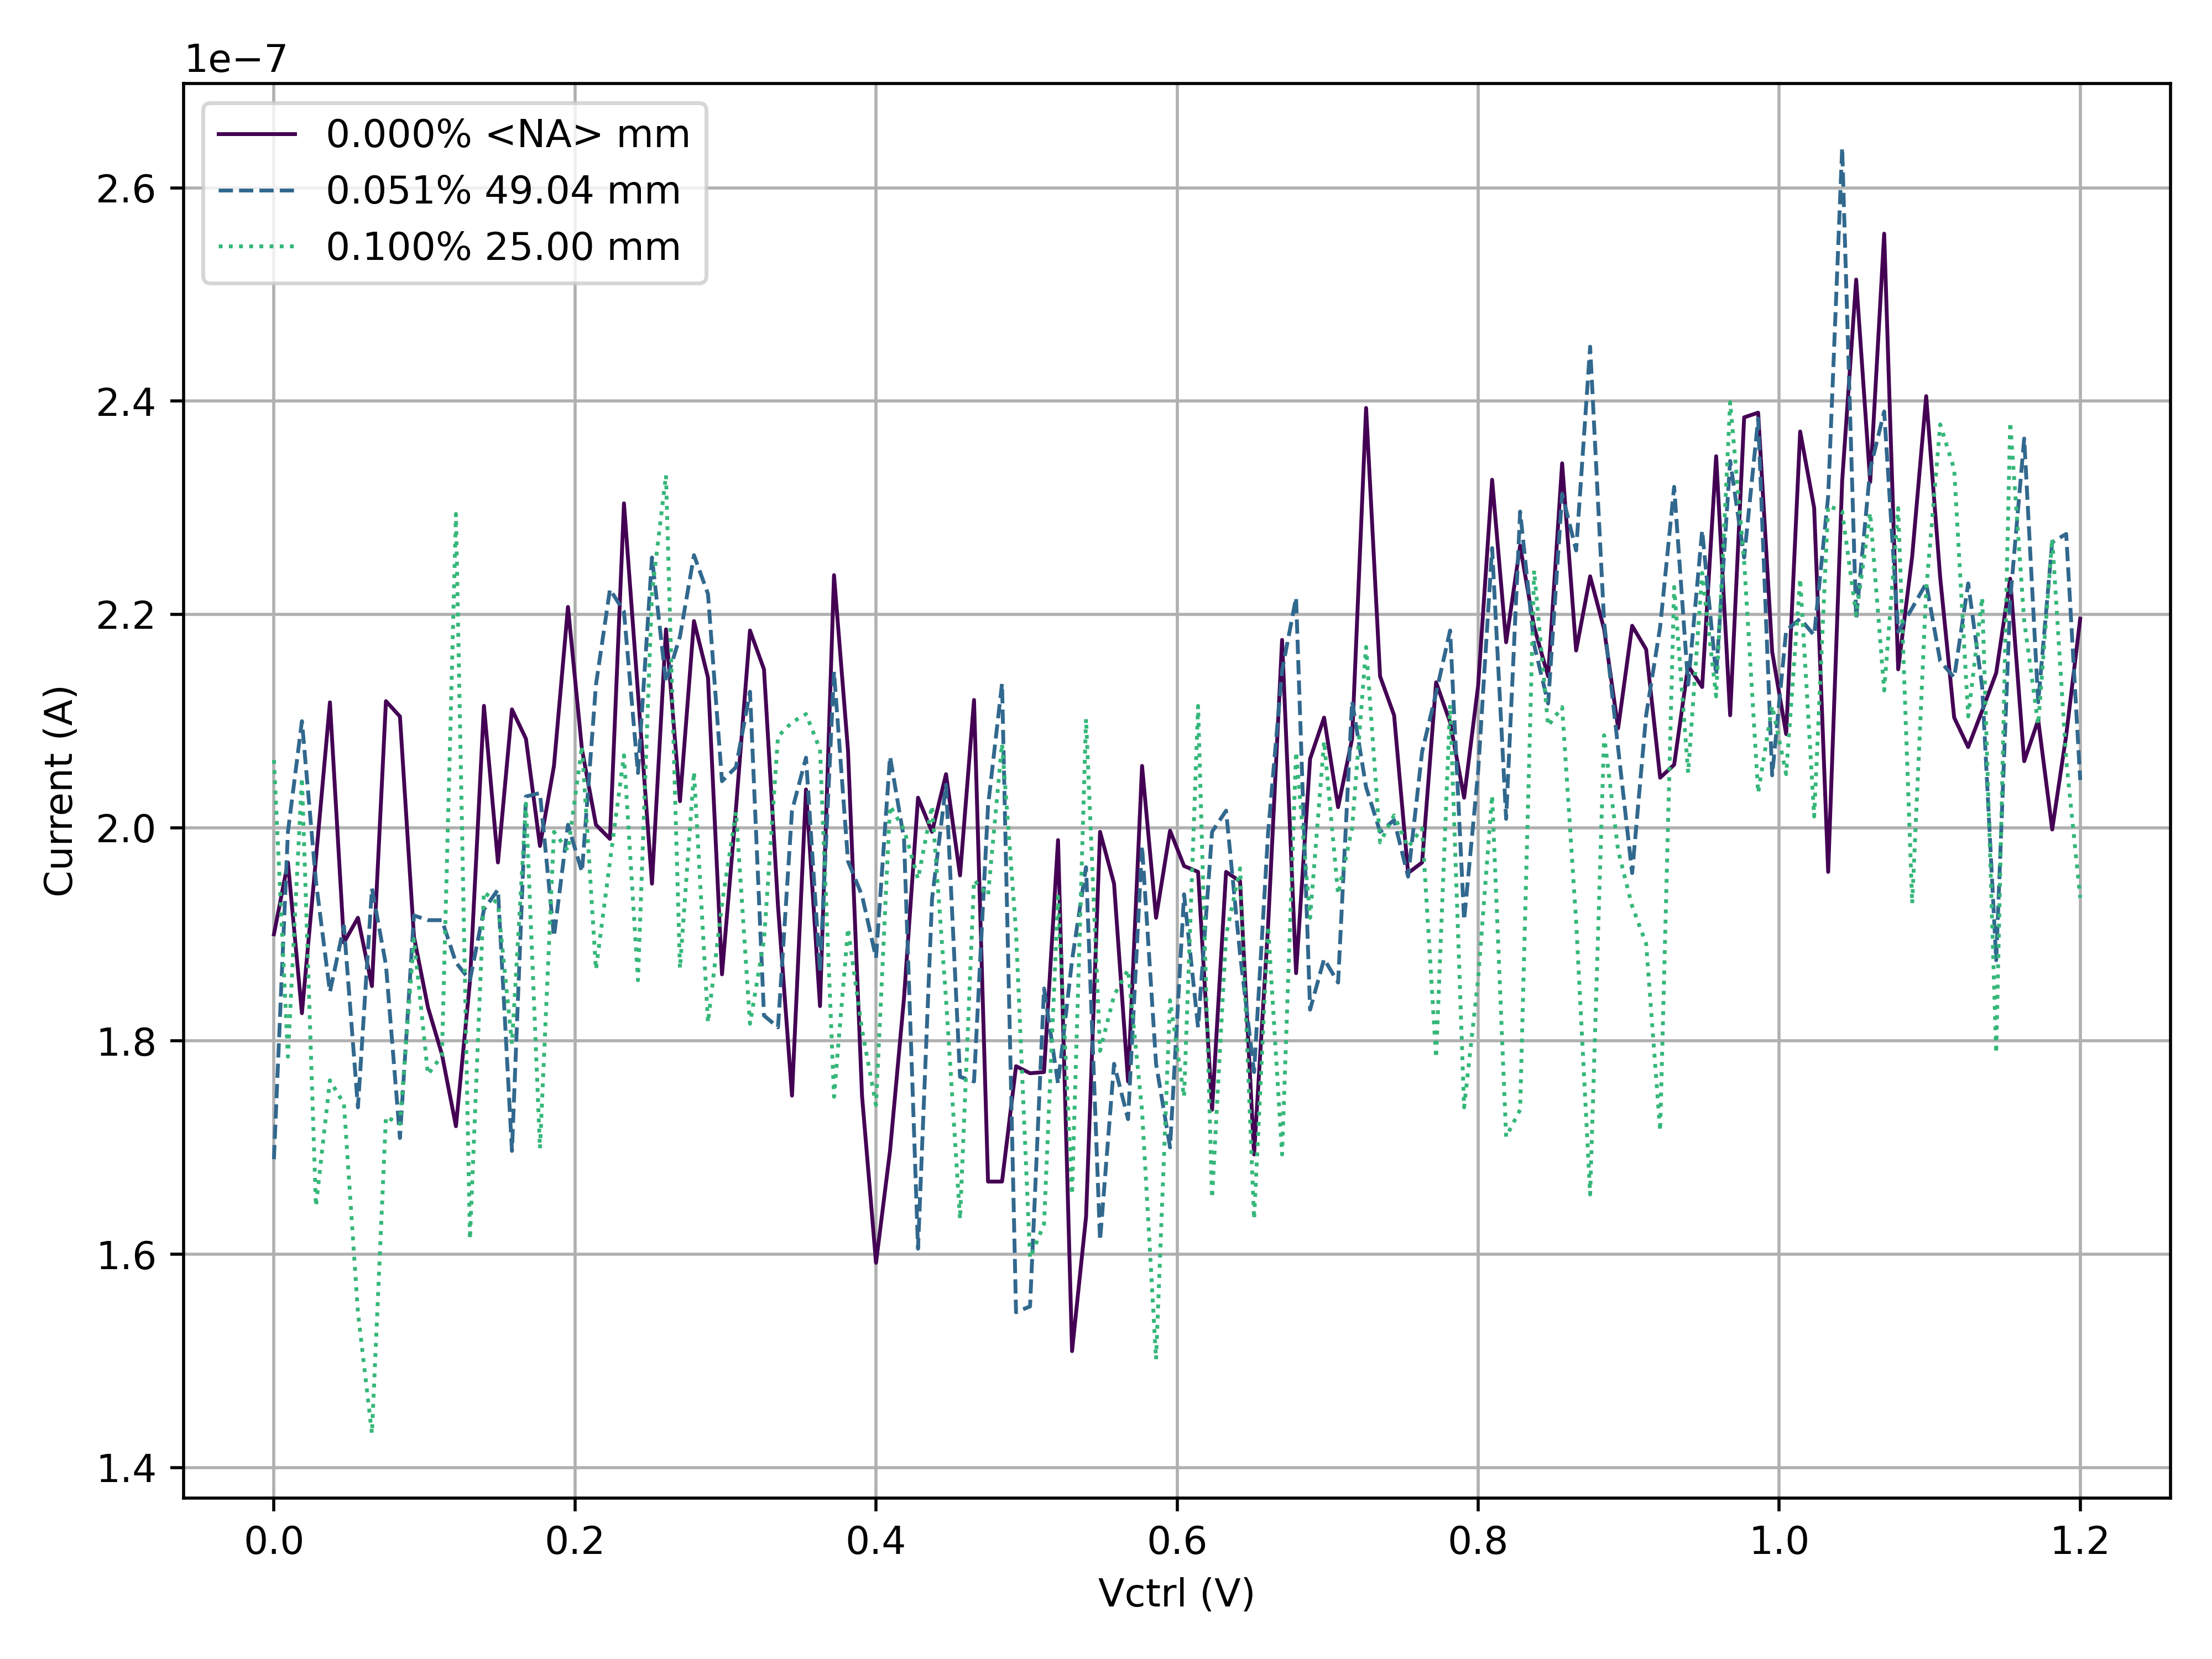 1e−7
0.000% <NA> mm
0.051% 49.04 mm
0.100% 25.00 mm
2.6
2.4
2.2
2.0
1.8
1.6
1.4
Current (A)
0.0 0.2 0.4 0.6 0.8 1.0 1.2
Vctrl (V)